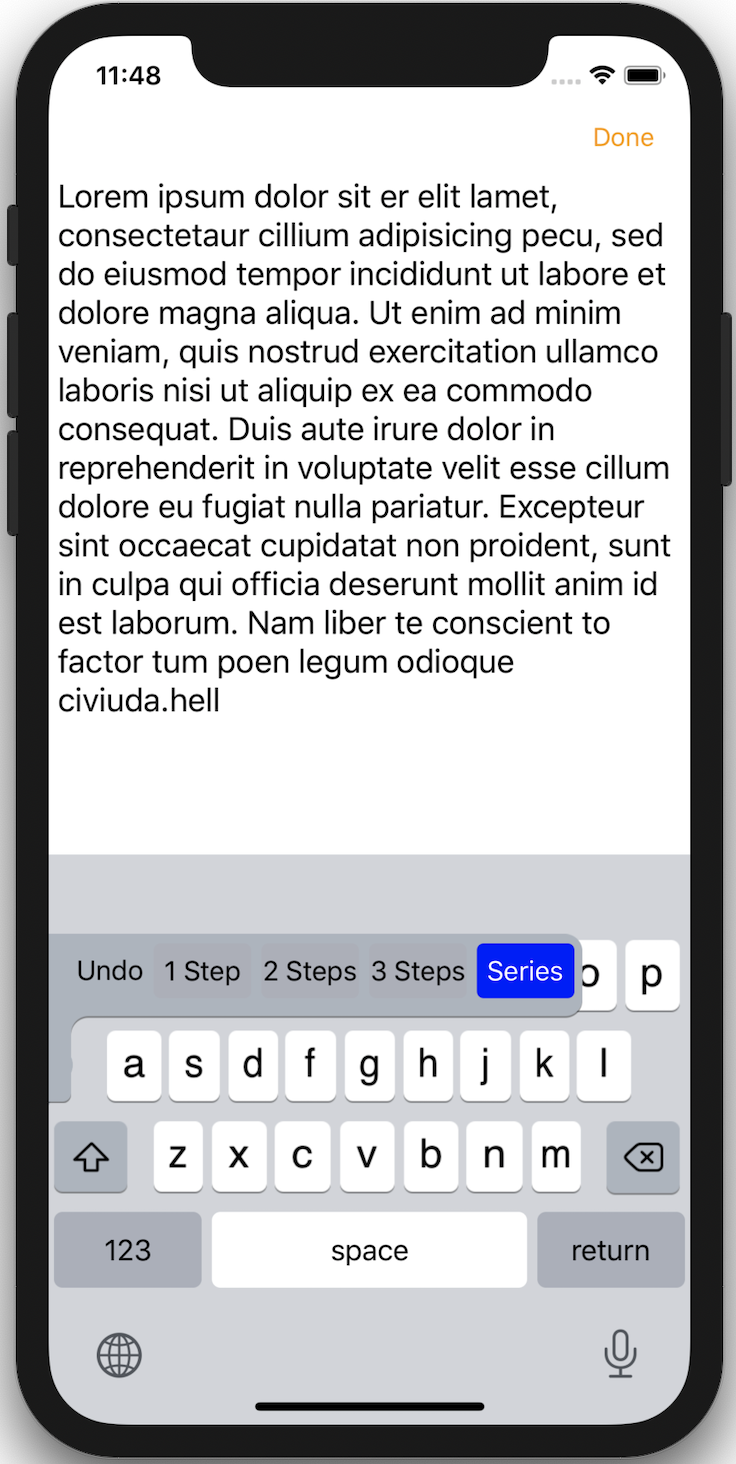 11:48
Done
Lorem ipsum dolor sit er elit lamet,
consectetaur cillium adipisicing pecu, sed
do eiusmod tempor incididunt ut labore et
dolore magna aliqua. Ut enim ad minim
veniam, quis nostrud exercitation ullamco
laboris nisi ut aliquip ex ea commodo
consequat. Duis aute irure dolor in
reprehenderit in voluptate velit esse cillum
dolore eu fugiat nulla pariatur. Excepteur
sint occaecat cupidatat non proident, sunt
in culpa qui officia deserunt mollit anim id
est laborum. Nam liber te conscient to
factor tum poen legum odioque
civiuda.hell
Undo 1 Step 2 Steps 3 Steps Series o p
a s d f g h j k l
z x c v b n m
123 space return